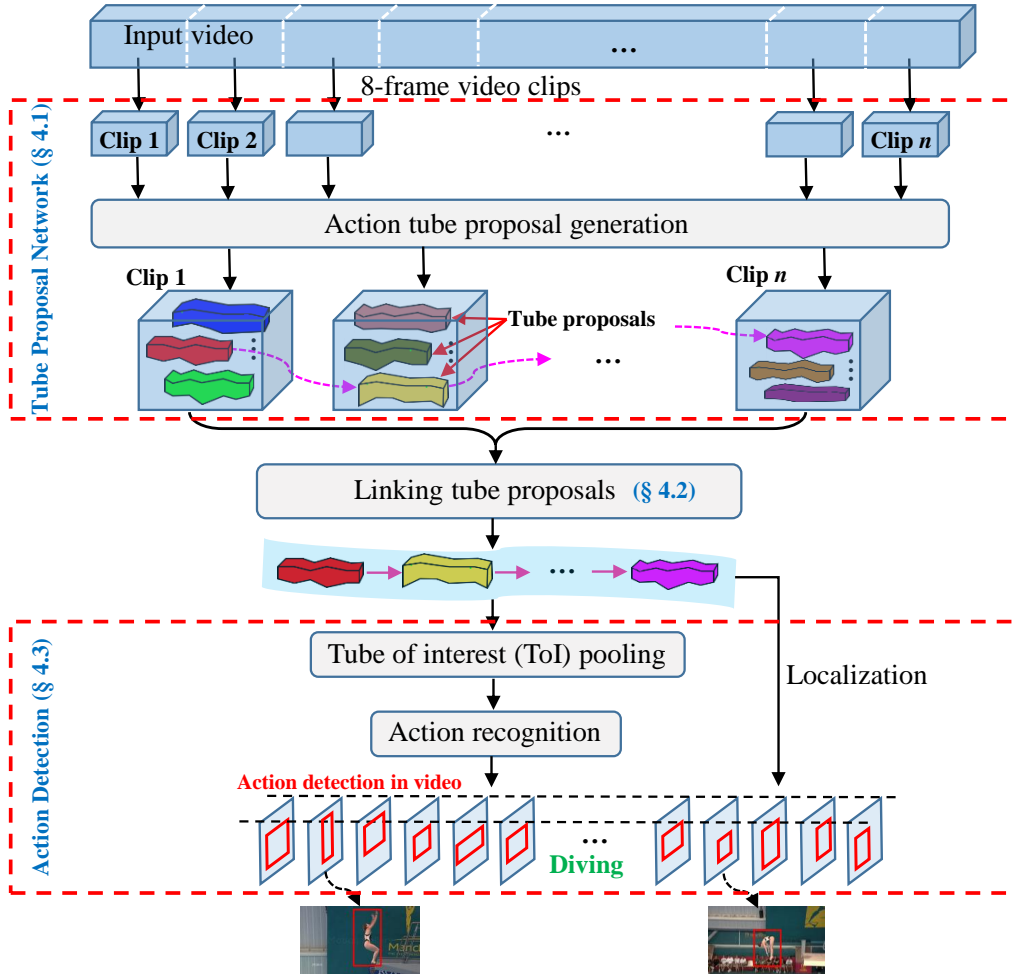 Input video
...
8-frame video clips
Tube Proposal Network (§ 4.1)
Clip 1
Clip 2
...
Clip n
Action tube proposal generation
Clip 1
Clip n
Tube proposals
...
Linking tube proposals (§ 4.2)
...
Action Detection (§ 4.3)
Tube of interest (ToI) pooling
Localization
Action recognition
Action detection in video
...
Diving